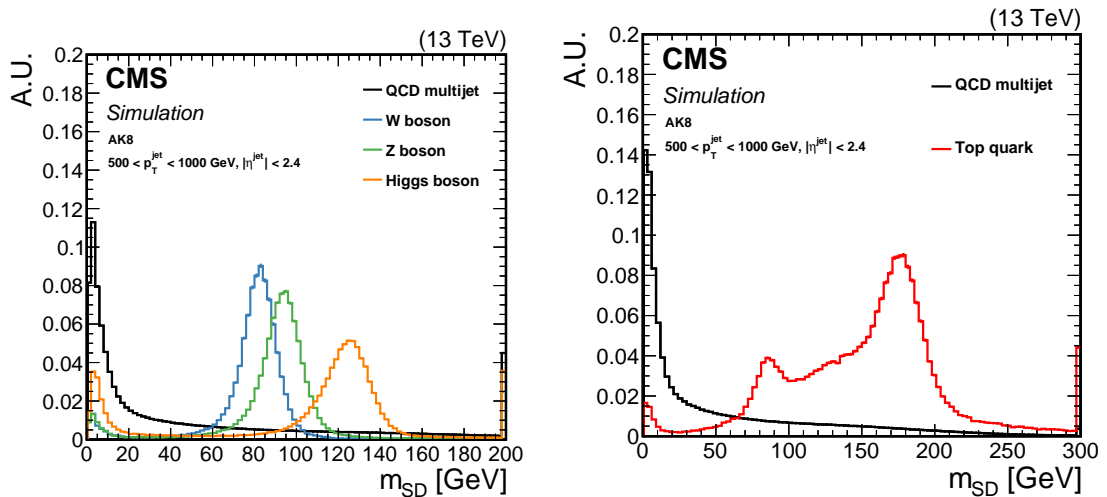 (13 TeV)
A.U.
0.2
0.18
0.16
0.14
0.12
0.1
0.08
0.06
0.04
0.02
0
CMS
Simulation
AK8
500 < p_T^jet < 1000 GeV, |η^jet| < 2.4
QCD multijet
W boson
Z boson
Higgs boson
0 20 40 60 80 100 120 140 160 180 200
m_SD [GeV]
(13 TeV)
A.U.
0.2
0.18
0.16
0.14
0.12
0.1
0.08
0.06
0.04
0.02
0
CMS
Simulation
AK8
500 < p_T^jet < 1000 GeV, |η^jet| < 2.4
QCD multijet
Top quark
0 50 100 150 200 250 300
m_SD [GeV]